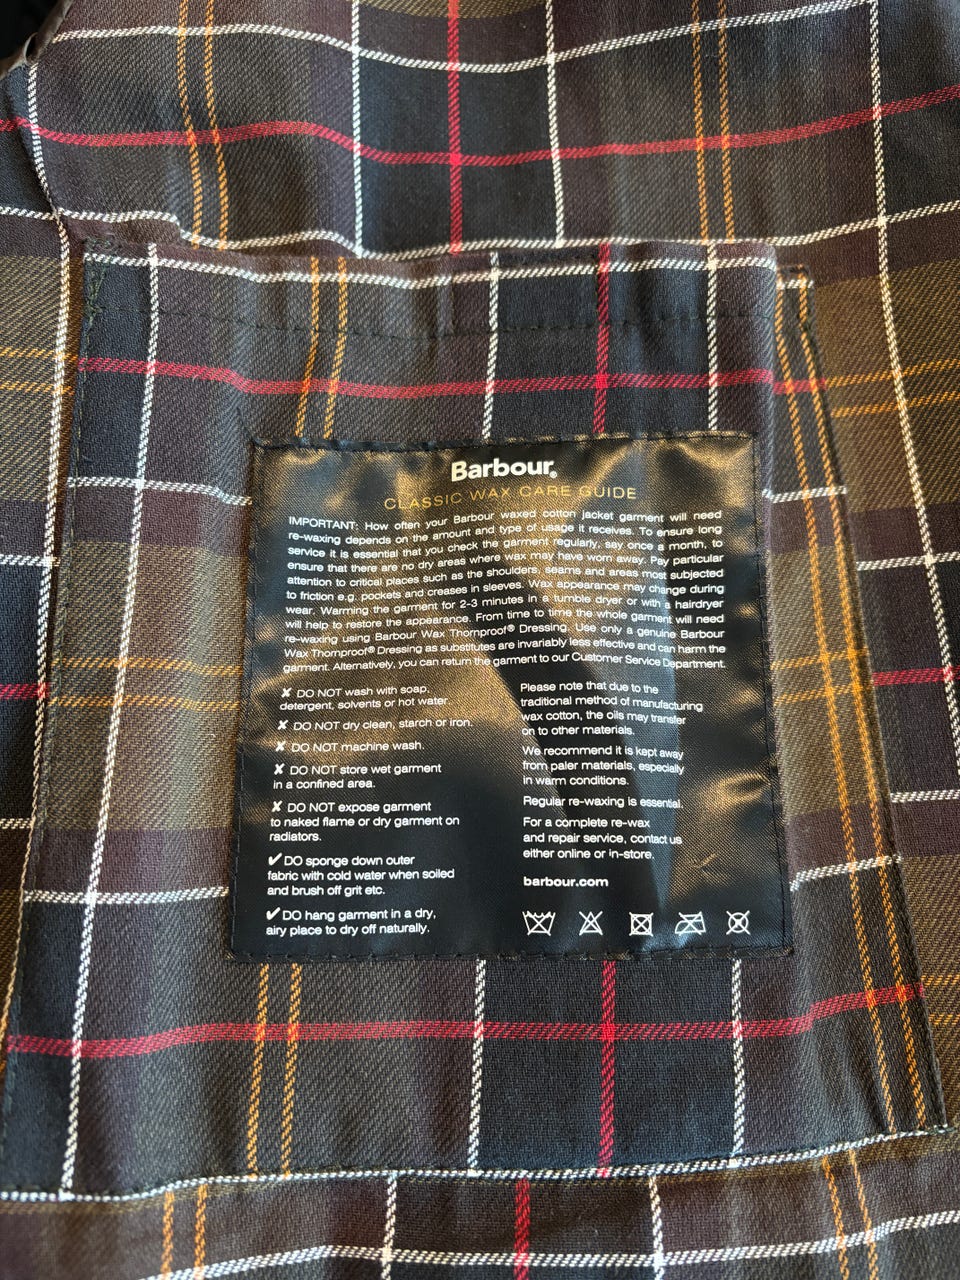 Barbour®
CLASSIC WAX CARE GUIDE
IMPORTANT: How often your Barbour waxed cotton jacket garment will need
re-waxing depends on the amount and type of usage it receives. To ensure long
service it is essential that you check the garment regularly, say once a month, to
ensure that there are no dry areas where wax may have worn away. Pay particular
attention to critical places such as the shoulders, seams and areas most subjected
to friction e.g. pockets and creases in sleeves. Wax appearance may change during
wear. Warming the garment for 2-3 minutes in a tumble dryer or with a hairdryer
will help to restore the appearance. From time to time the whole garment will need
re-waxing using Barbour Wax Thornproof® Dressing. Use only a genuine Barbour
Wax Thornproof® Dressing as substitutes are invariably less effective and can harm the
garment. Alternatively, you can return the garment to our Customer Service Department.
✘ DO NOT wash with soap,
detergent, solvents or hot water.
✘ DO NOT dry clean, starch or iron.
✘ DO NOT machine wash.
✘ DO NOT store wet garment
in a confined area.
✘ DO NOT expose garment
to naked flame or dry garment on
radiators.
✔ DO sponge down outer
fabric with cold water when soiled
and brush off grit etc.
✔ DO hang garment in a dry,
airy place to dry off naturally.
Please note that due to the
traditional method of manufacturing
wax cotton, the oils may transfer
on to other materials.
We recommend it is kept away
from paler materials, especially
in warm conditions.
Regular re-waxing is essential.
For a complete re-wax
and repair service, contact us
either online or in-store.
barbour.com